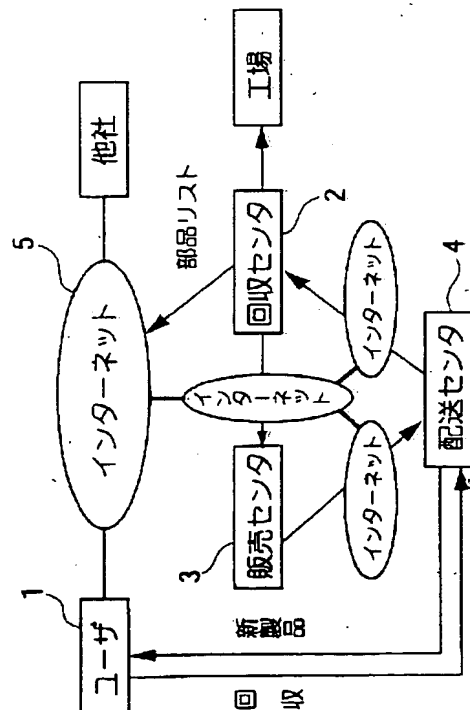 1
ユーザ
5
インターネット
他社
部品リスト
3
販売センタ
インターネット
2
回収センタ
工場
インターネット
インターネット
4
配送センタ
新製品
回収